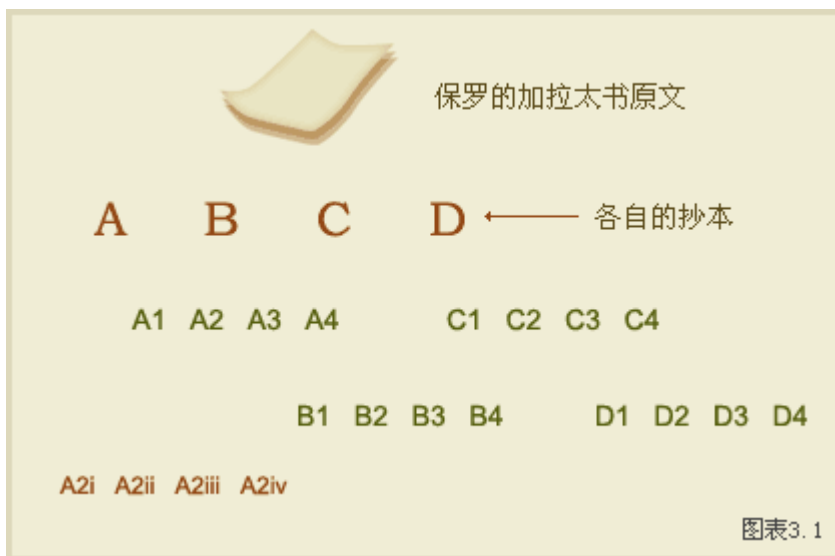 保罗的加拉太书原文
A B C D ← 各自的抄本
A1 A2 A3 A4 C1 C2 C3 C4
B1 B2 B3 B4 D1 D2 D3 D4
A2i A2ii A2iii A2iv
图表3.1